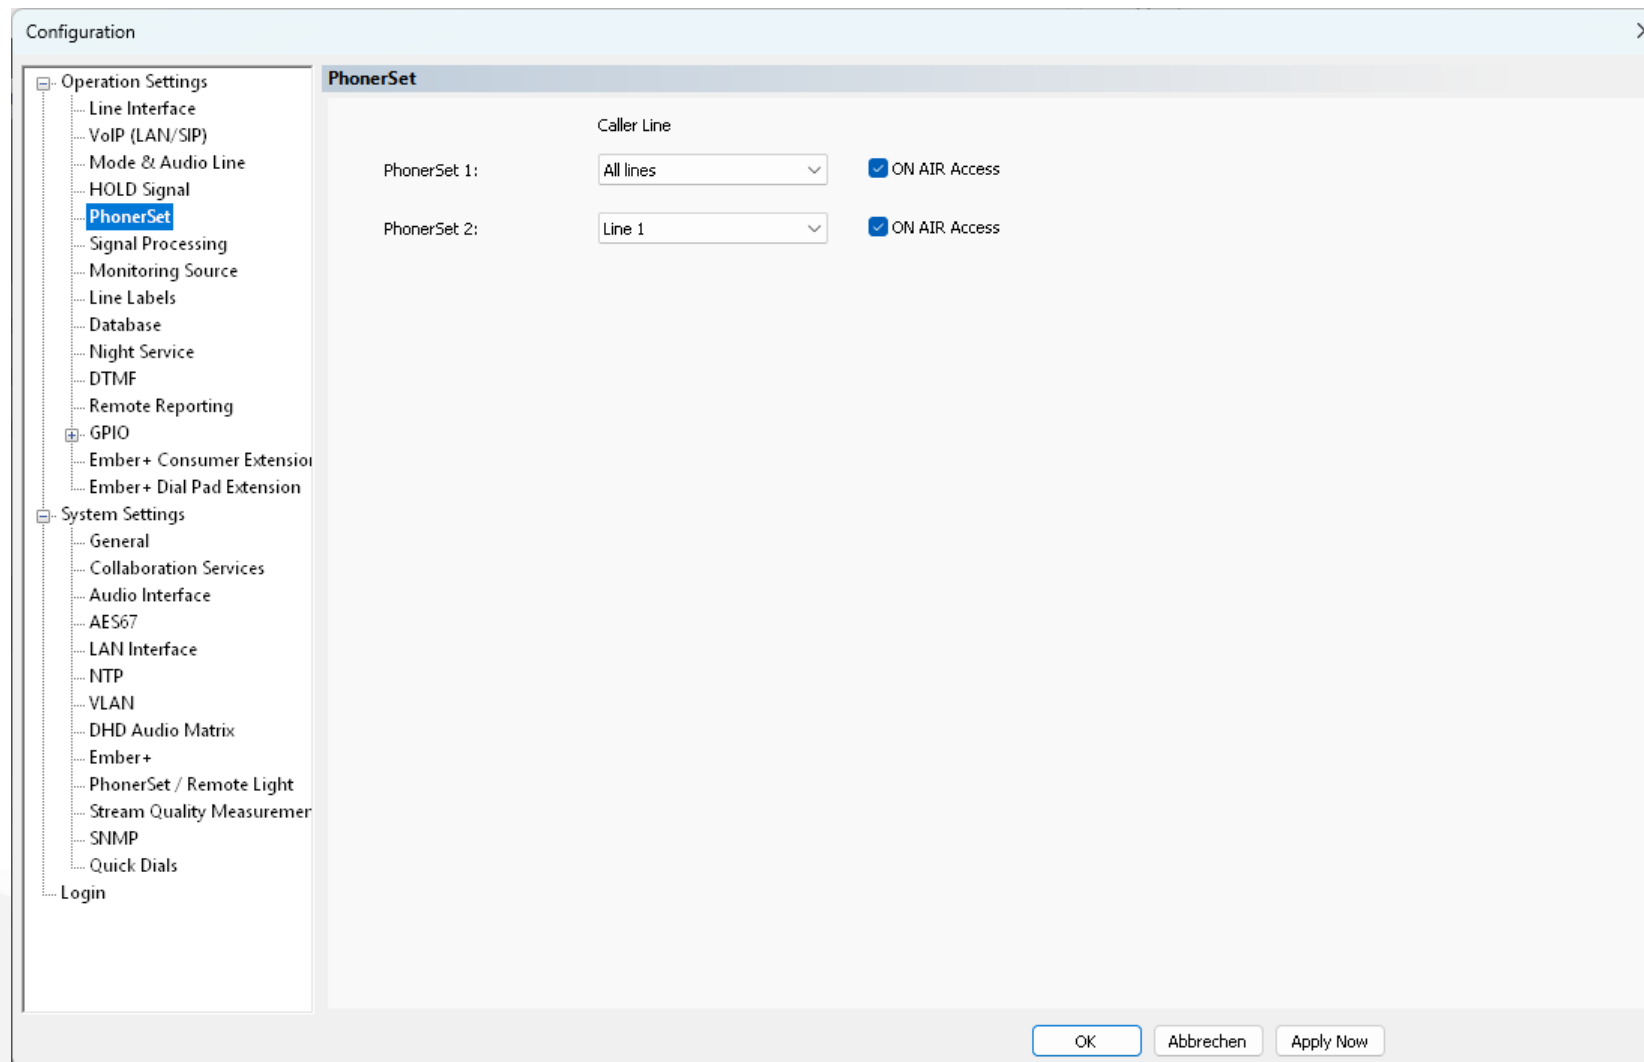 Configuration
Operation Settings
Line Interface
VoIP (LAN/SIP)
Mode & Audio Line
HOLD Signal
PhonerSet
Signal Processing
Monitoring Source
Line Labels
Database
Night Service
DTMF
Remote Reporting
GPIO
Ember+ Consumer Extension
Ember+ Dial Pad Extension
System Settings
General
Collaboration Services
Audio Interface
AES67
LAN Interface
NTP
VLAN
DHD Audio Matrix
Ember+
PhonerSet / Remote Light
Stream Quality Measuremer
SNMP
Quick Dials
Login
PhonerSet
Caller Line
PhonerSet 1: All lines ON AIR Access
PhonerSet 2: Line 1 ON AIR Access
OK Abbrechen Apply Now